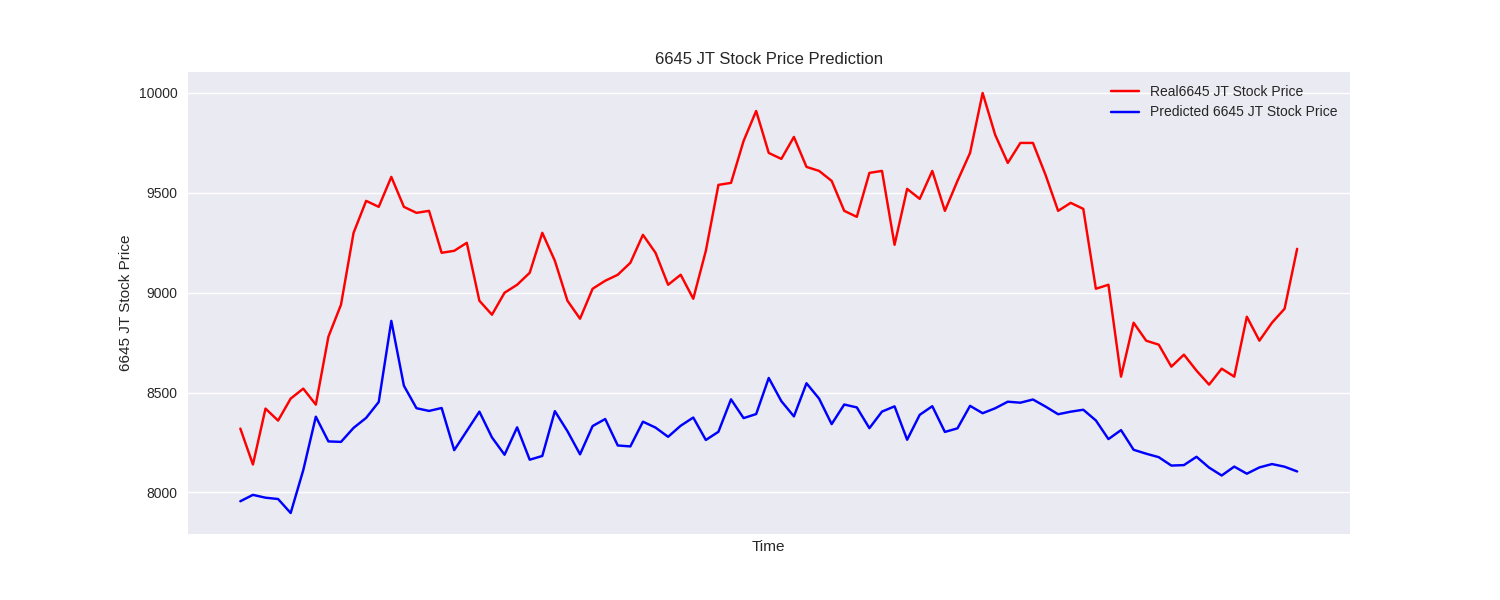 6645 JT Stock Price Prediction
Real6645 JT Stock Price
Predicted 6645 JT Stock Price
10000
9500
9000
8500
8000
6645 JT Stock Price
Time